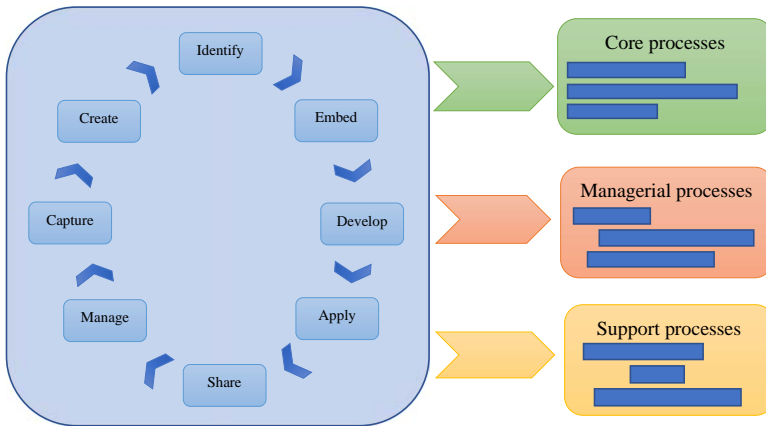 Identify
Embed
Develop
Apply
Share
Manage
Capture
Create
Core processes
Managerial processes
Support processes